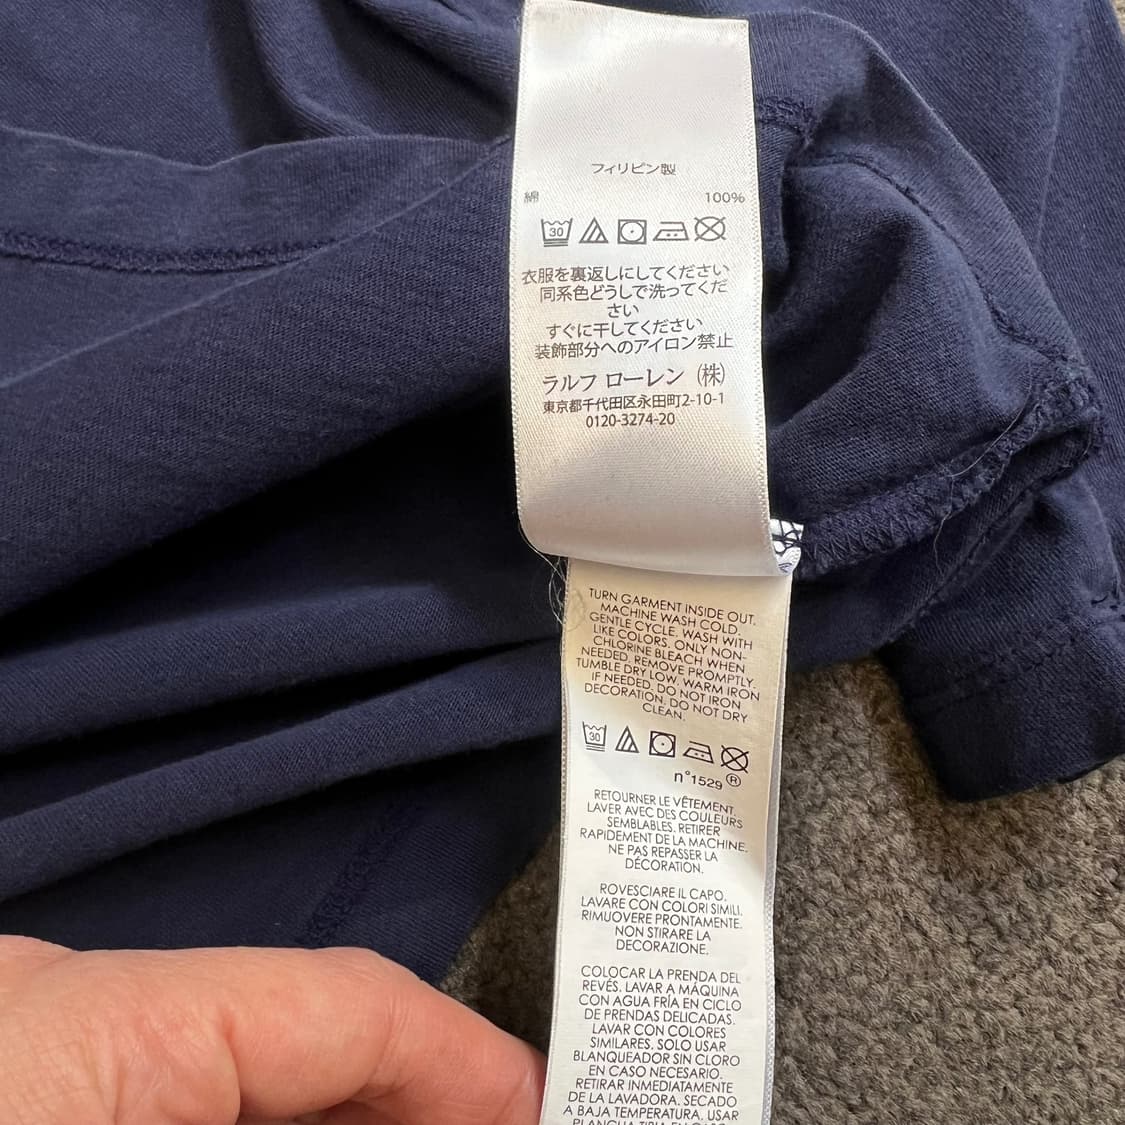 フィリピン製
綿 100%
30
衣服を裏返しにしてください
同系色どうしで洗ってくだ
さい
すぐに干してください
装飾部分へのアイロン禁止
ラルフ ローレン (株)
東京都千代田区永田町2-10-1
0120-3274-20
TURN GARMENT INSIDE OUT.
MACHINE WASH COLD.
GENTLE CYCLE. WASH WITH
LIKE COLORS. ONLY NON-
CHLORINE BLEACH WHEN
NEEDED. REMOVE PROMPTLY.
TUMBLE DRY LOW. WARM IRON
IF NEEDED. DO NOT IRON
DECORATION. DO NOT DRY
CLEAN.
30
n°1529®
RETOURNER LE VÊTEMENT.
LAVER AVEC DES COULEURS
SEMBLABLES. RETIRER
RAPIDEMENT DE LA MACHINE.
NE PAS REPASSER LA
DÉCORATION.
ROVESCIARE IL CAPO.
LAVARE CON COLORI SIMILI.
RIMUOVERE PRONTAMENTE.
NON STIRARE LA
DECORAZIONE.
COLOCAR LA PRENDA DEL
REVÉS. LAVAR A MÁQUINA
CON AGUA FRÍA EN CICLO
DE PRENDAS DELICADAS.
LAVAR CON COLORES
SIMILARES. SOLO USAR
BLANQUEADOR SIN CLORO
EN CASO NECESARIO.
RETIRAR INMEDIATAMENTE
DE LA LAVADORA. SECADO
A BAJA TEMPERATURA. USAR
PLANCHA TIBIA EN CASO